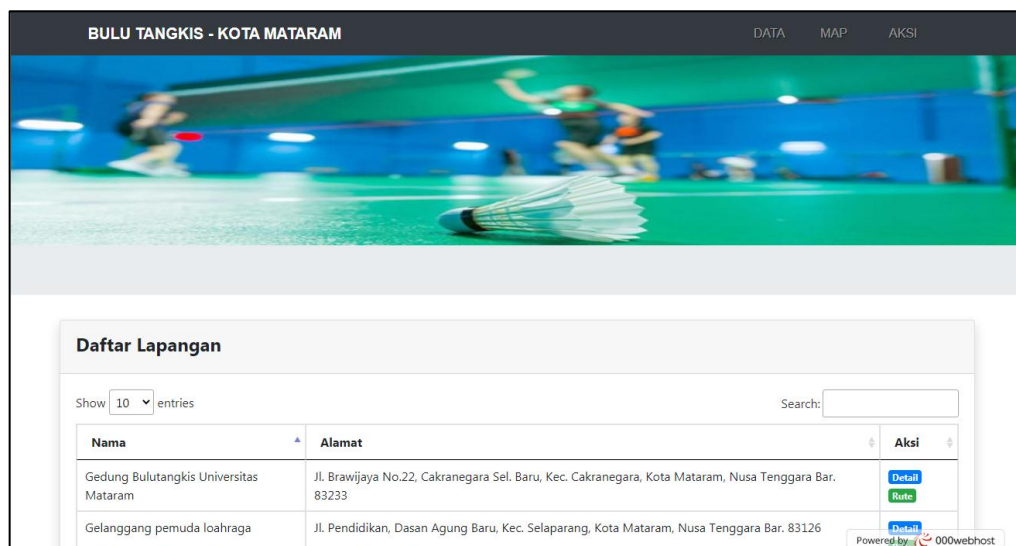 BULU TANGKIS - KOTA MATARAM DATA MAP AKSI
Daftar Lapangan
Show 10 entries Search:
Nama Alamat Aksi
Gedung Bulutangkis Universitas Mataram Jl. Brawijaya No.22, Cakranegara Sel. Baru, Kec. Cakranegara, Kota Mataram, Nusa Tenggara Bar. 83233 Detail Rute
Gelanggang pemuda loahraga Jl. Pendidikan, Dasan Agung Baru, Kec. Selaparang, Kota Mataram, Nusa Tenggara Bar. 83126 Detail
Powered by 000webhost